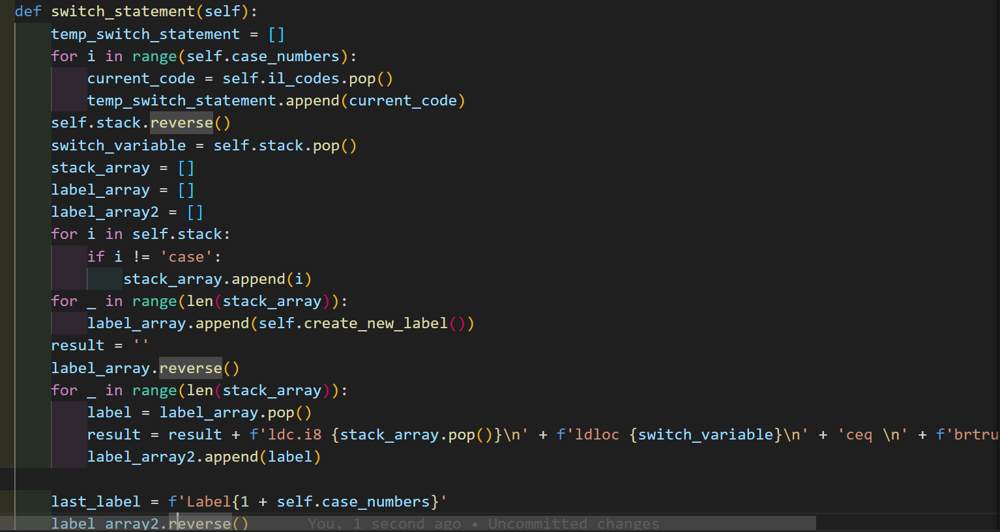 def switch_statement(self):
    temp_switch_statement = []
    for i in range(self.case_numbers):
        current_code = self.il_codes.pop()
        temp_switch_statement.append(current_code)
    self.stack.reverse()
    switch_variable = self.stack.pop()
    stack_array = []
    label_array = []
    label_array2 = []
    for i in self.stack:
        if i != 'case':
            stack_array.append(i)
    for _ in range(len(stack_array)):
        label_array.append(self.create_new_label())
    result = ''
    label_array.reverse()
    for _ in range(len(stack_array)):
        label = label_array.pop()
        result = result + f'ldc.i8 {stack_array.pop()}\n' + f'ldloc {switch_variable}\n' + 'ceq \n' + f'brtru
        label_array2.append(label)
    last_label = f'Label{1 + self.case_numbers}'
    label_array2.reverse() You, 1 second ago • Uncommitted changes